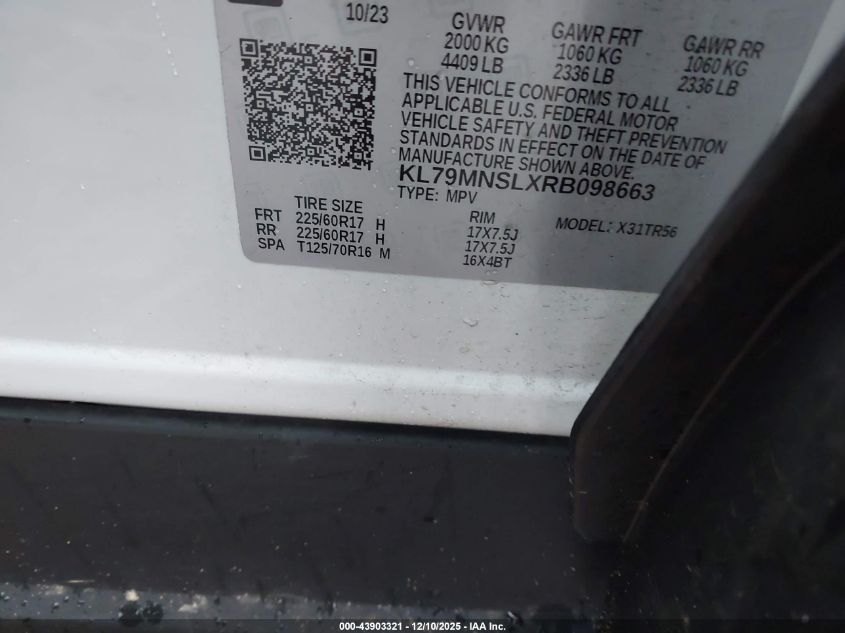 10/23
GVWR
2000 KG
4409 LB
GAWR FRT
1060 KG
2336 LB
GAWR RR
1060 KG
2336 LB
THIS VEHICLE CONFORMS TO ALL
APPLICABLE U.S. FEDERAL MOTOR
VEHICLE SAFETY AND THEFT PREVENTION
STANDARDS IN EFFECT ON THE DATE OF
MANUFACTURE SHOWN ABOVE.
KL79MNSLXRB098663
TYPE: MPV
TIRE SIZE
RIM
MODEL: X31TR56
FRT 225/60R17 H 17X7.5J
RR 225/60R17 H 17X7.5J
SPA T125/70R16 M 16X4BT
000-43903321 - 12/10/2025 - IAA Inc.